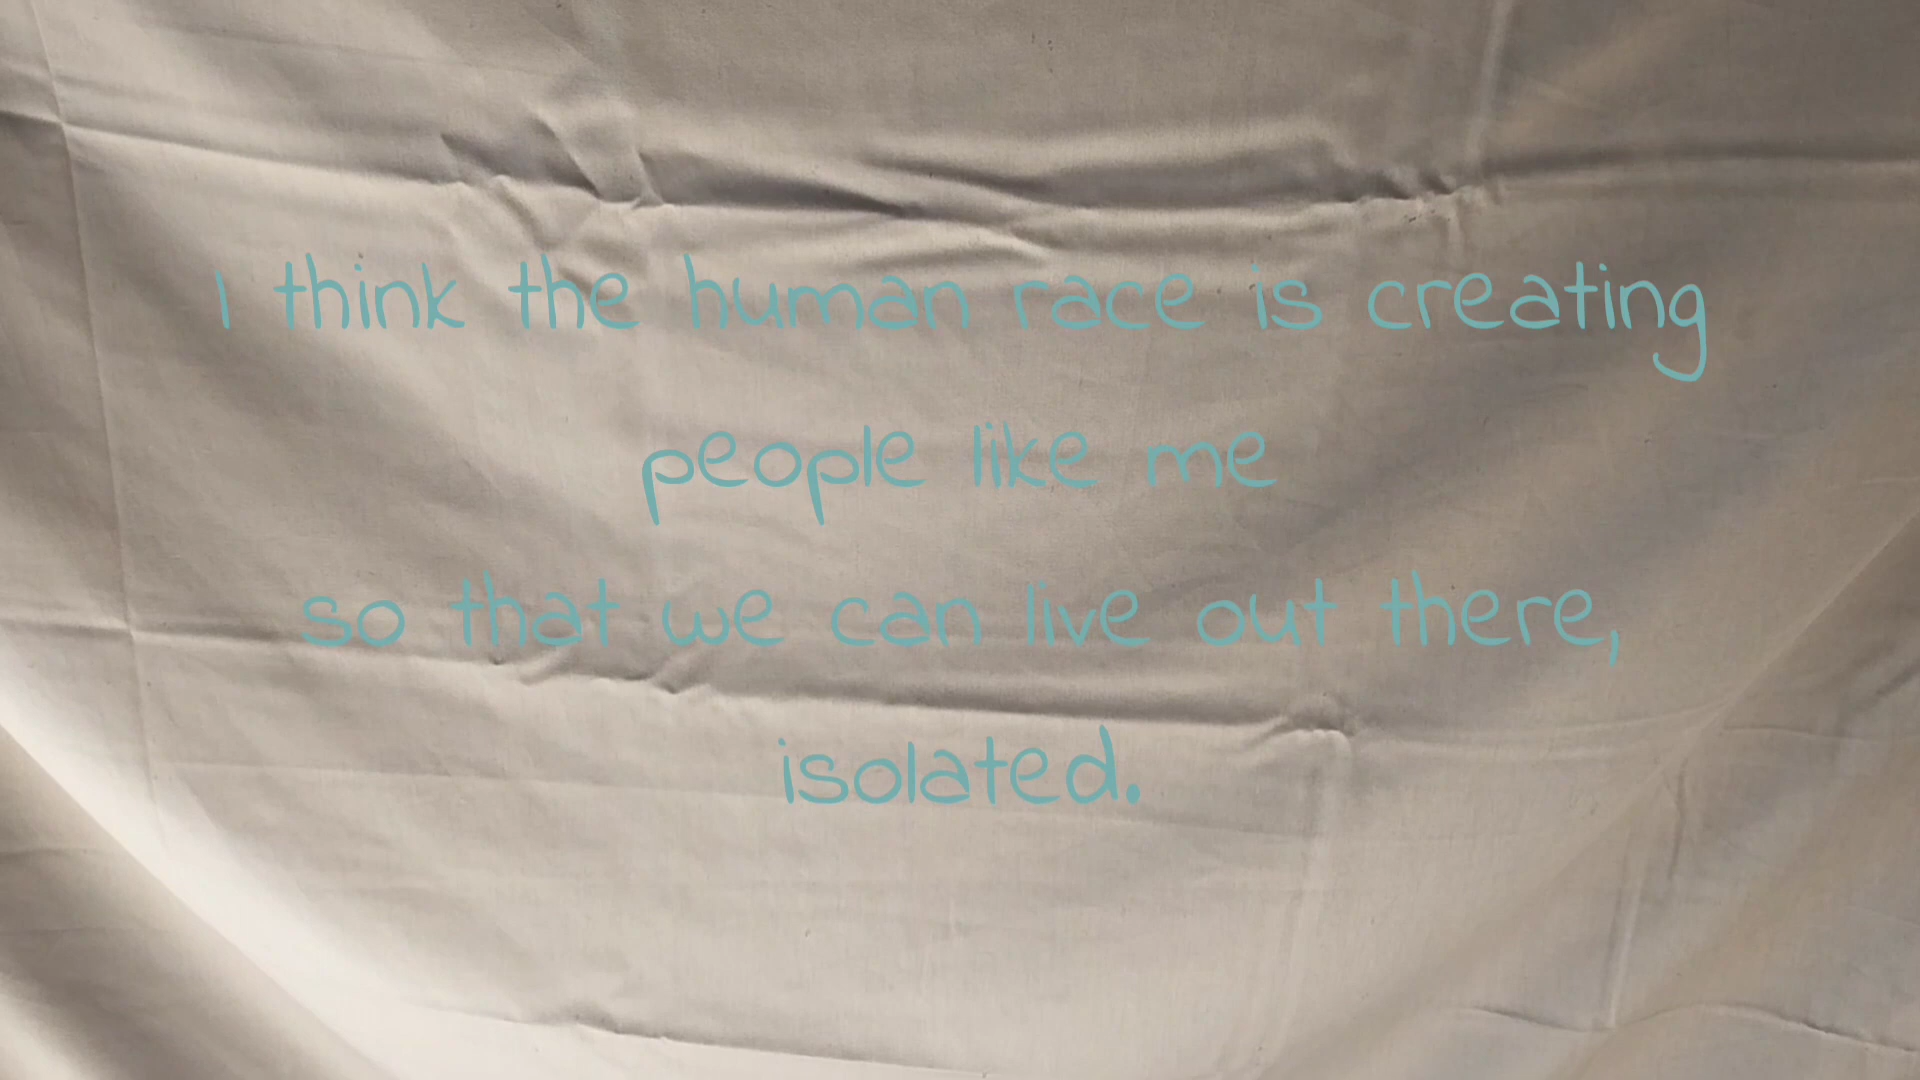 I think the human race is creating
people like me
so that we can live out there,
isolated.